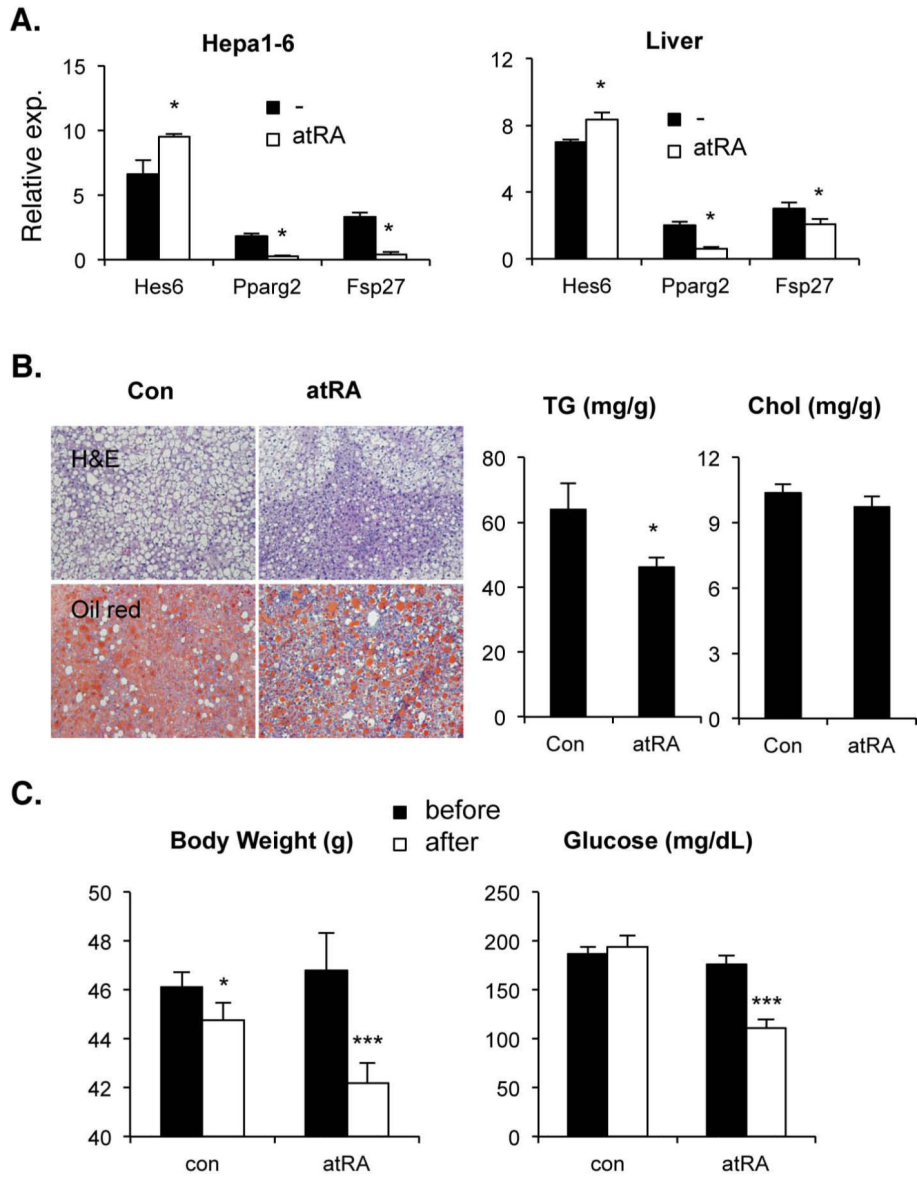 A.
Hepa1-6
Relative exp.
15
10
5
0
*
*
*
-
atRA
Hes6 Pparg2 Fsp27
Liver
12
8
4
0
*
*
*
-
atRA
Hes6 Pparg2 Fsp27
B.
Con atRA
H&E
Oil red
TG (mg/g)
80
60
40
20
0
*
Con atRA
Chol (mg/g)
12
9
6
3
0
Con atRA
C.
before
after
Body Weight (g)
50
48
46
44
42
40
*
***
con atRA
Glucose (mg/dL)
250
200
150
100
50
0
***
con atRA